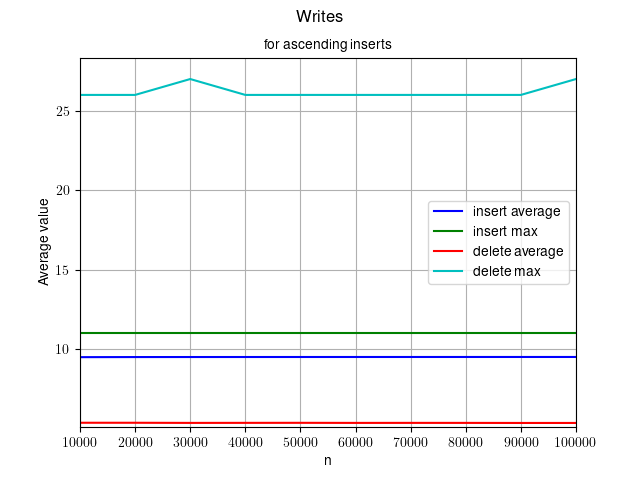 Writes
for ascending inserts
Average value
25
20
15
10
insert average
insert max
delete average
delete max
10000 20000 30000 40000 50000 60000 70000 80000 90000 100000
n